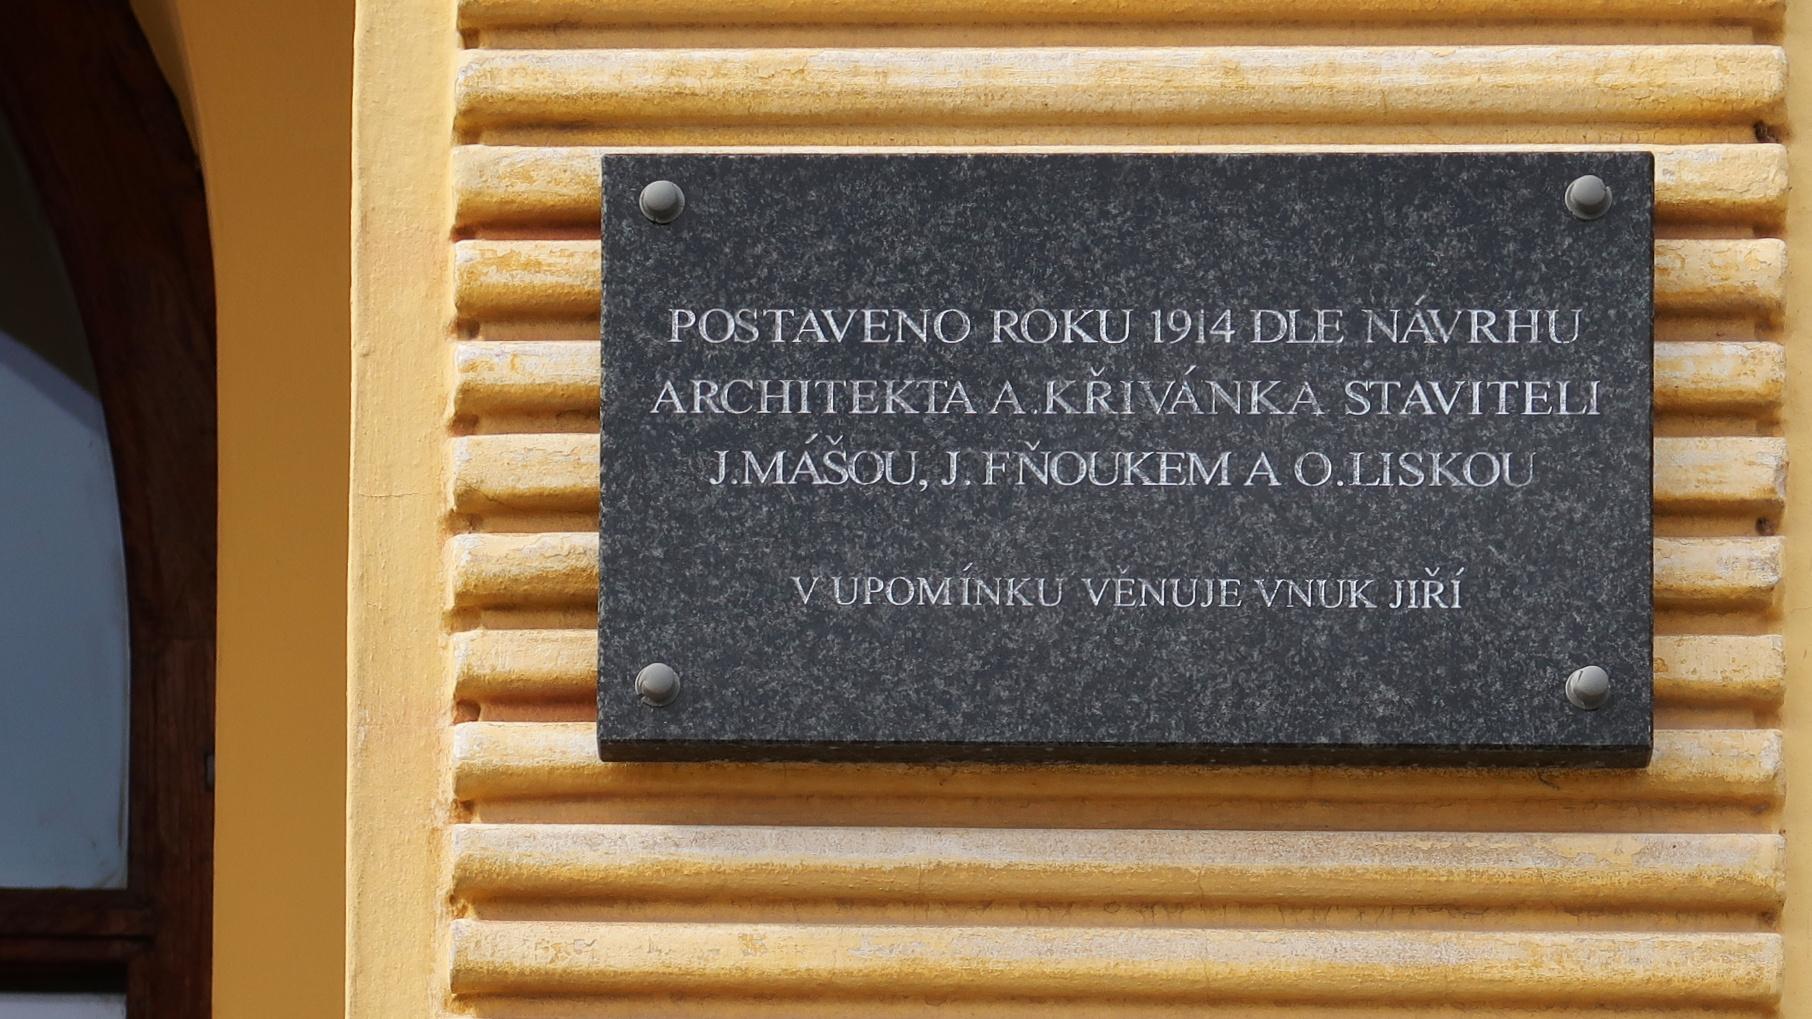 POSTAVENO ROKU 1914 DLE NÁVRHU
ARCHITEKTA A.KŘIVÁNKA STAVITELI
J.MÁŠOU, J. FŇOUKEM A O.LISKOU
V UPOMÍNKU VĚNUJE VNUK JIŘÍ